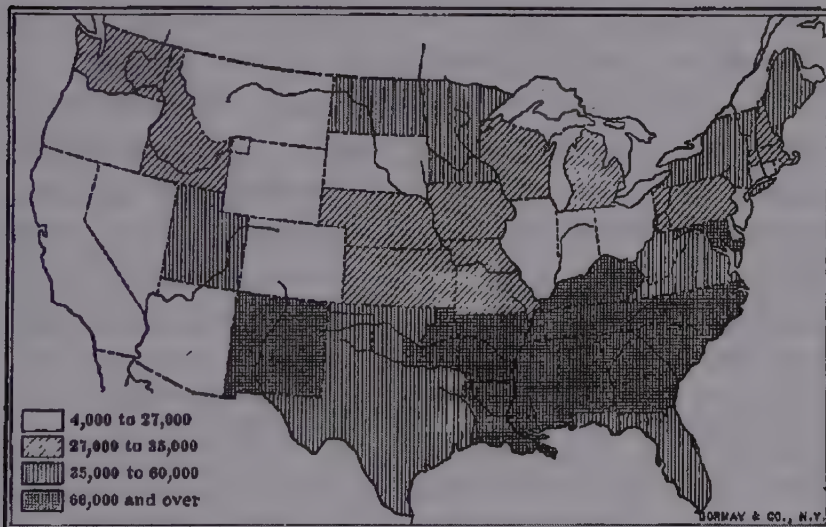 4,000 to 27,000
27,000 to 35,000
35,000 to 60,000
60,000 and over
DORMAY & CO., N.Y.